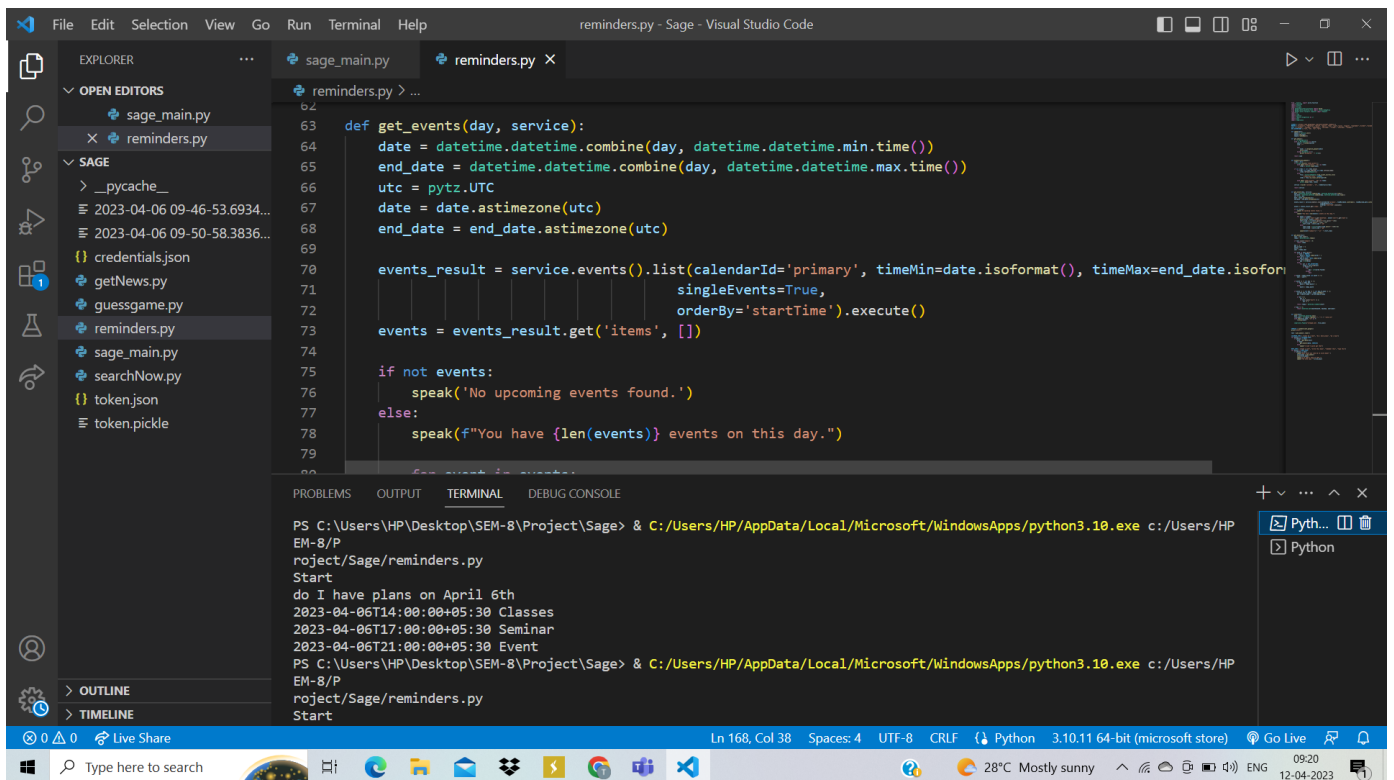 File Edit Selection View Go Run Terminal Help
reminders.py - Sage - Visual Studio Code
EXPLORER
OPEN EDITORS
sage_main.py
reminders.py
SAGE
__pycache__
2023-04-06 09-46-53.6934...
2023-04-06 09-50-58.3836...
credentials.json
getNews.py
guessgame.py
reminders.py
sage_main.py
searchNow.py
token.json
token.pickle
OUTLINE
TIMELINE
sage_main.py reminders.py
reminders.py > ...
62
63 def get_events(day, service):
64 date = datetime.datetime.combine(day, datetime.datetime.min.time())
65 end_date = datetime.datetime.combine(day, datetime.datetime.max.time())
66 utc = pytz.UTC
67 date = date.astimezone(utc)
68 end_date = end_date.astimezone(utc)
69
70 events_result = service.events().list(calendarId='primary', timeMin=date.isoformat(), timeMax=end_date.isofor
71 singleEvents=True,
72 orderBy='startTime').execute()
73 events = events_result.get('items', [])
74
75 if not events:
76 speak('No upcoming events found.')
77 else:
78 speak(f"You have {len(events)} events on this day.")
79
80 for event in events:
PROBLEMS OUTPUT TERMINAL DEBUG CONSOLE
PS C:\Users\HP\Desktop\SEM-8\Project\Sage> & C:/Users/HP/AppData/Local/Microsoft/WindowsApps/python3.10.exe c:/Users/HP
EM-8/P
roject/Sage/reminders.py
Start
do I have plans on April 6th
2023-04-06T14:00:00+05:30 Classes
2023-04-06T17:00:00+05:30 Seminar
2023-04-06T21:00:00+05:30 Event
PS C:\Users\HP\Desktop\SEM-8\Project\Sage> & C:/Users/HP/AppData/Local/Microsoft/WindowsApps/python3.10.exe c:/Users/HP
EM-8/P
roject/Sage/reminders.py
Start
Pyth...
Python
1
0 0 Live Share
Ln 168, Col 38 Spaces: 4 UTF-8 CRLF Python 3.10.11 64-bit (microsoft store) Go Live
Type here to search
28°C Mostly sunny
ENG
09:20
12-04-2023
1